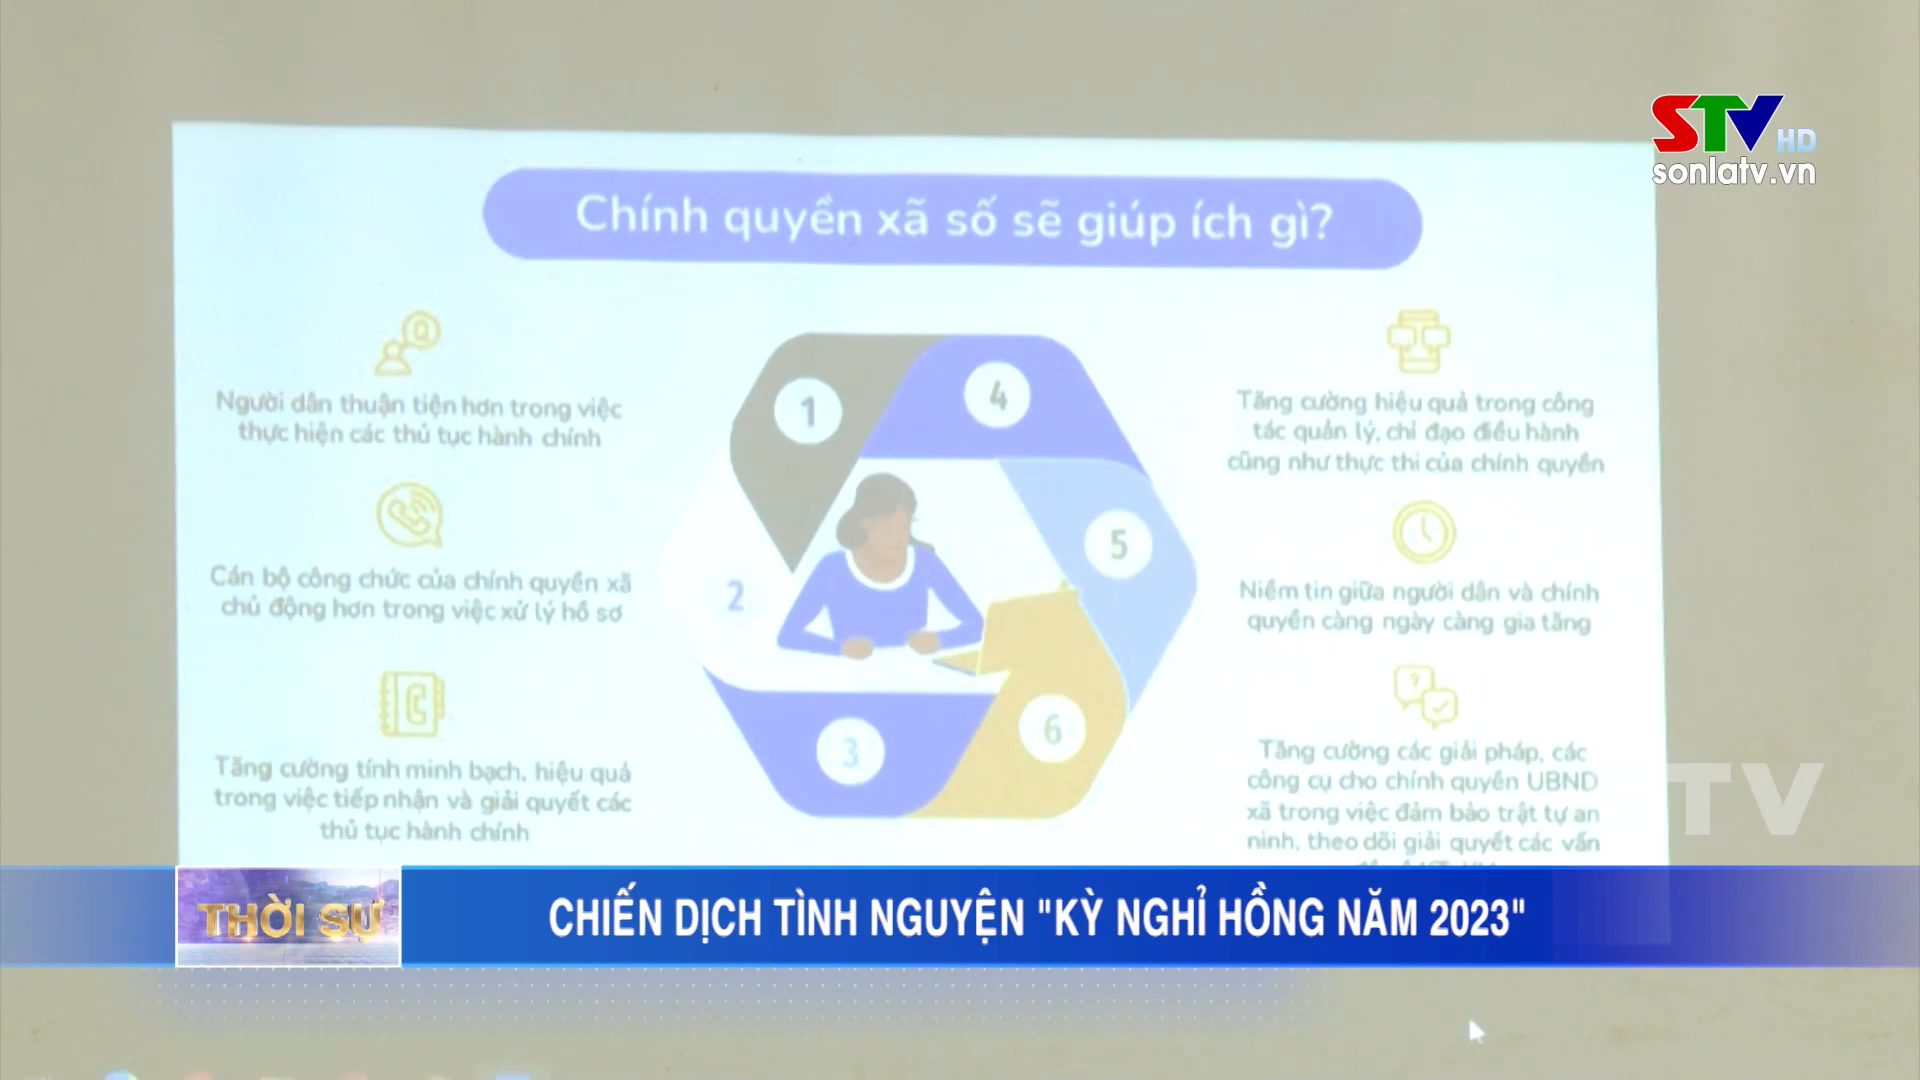 STV HD
sonlatv.vn
Chính quyền xã số sẽ giúp ích gì?
Người dân thuận tiện hơn trong việc
thực hiện các thủ tục hành chính
Cán bộ công chức của chính quyền xã
chủ động hơn trong việc xử lý hồ sơ
Tăng cường tính minh bạch, hiệu quả
trong việc tiếp nhận và giải quyết các
thủ tục hành chính
1
4
5
2
3
6
Tăng cường hiệu quả trong công
tác quản lý, chỉ đạo điều hành
cũng như thực thi của chính quyền
Niềm tin giữa người dân và chính
quyền càng ngày càng gia tăng
Tăng cường các giải pháp, các
công cụ cho chính quyền UBND
xã trong việc đảm bảo trật tự an
ninh, theo dõi giải quyết các vấn
TV
THỜI SỰ
CHIẾN DỊCH TÌNH NGUYỆN "KỲ NGHỈ HỒNG NĂM 2023"